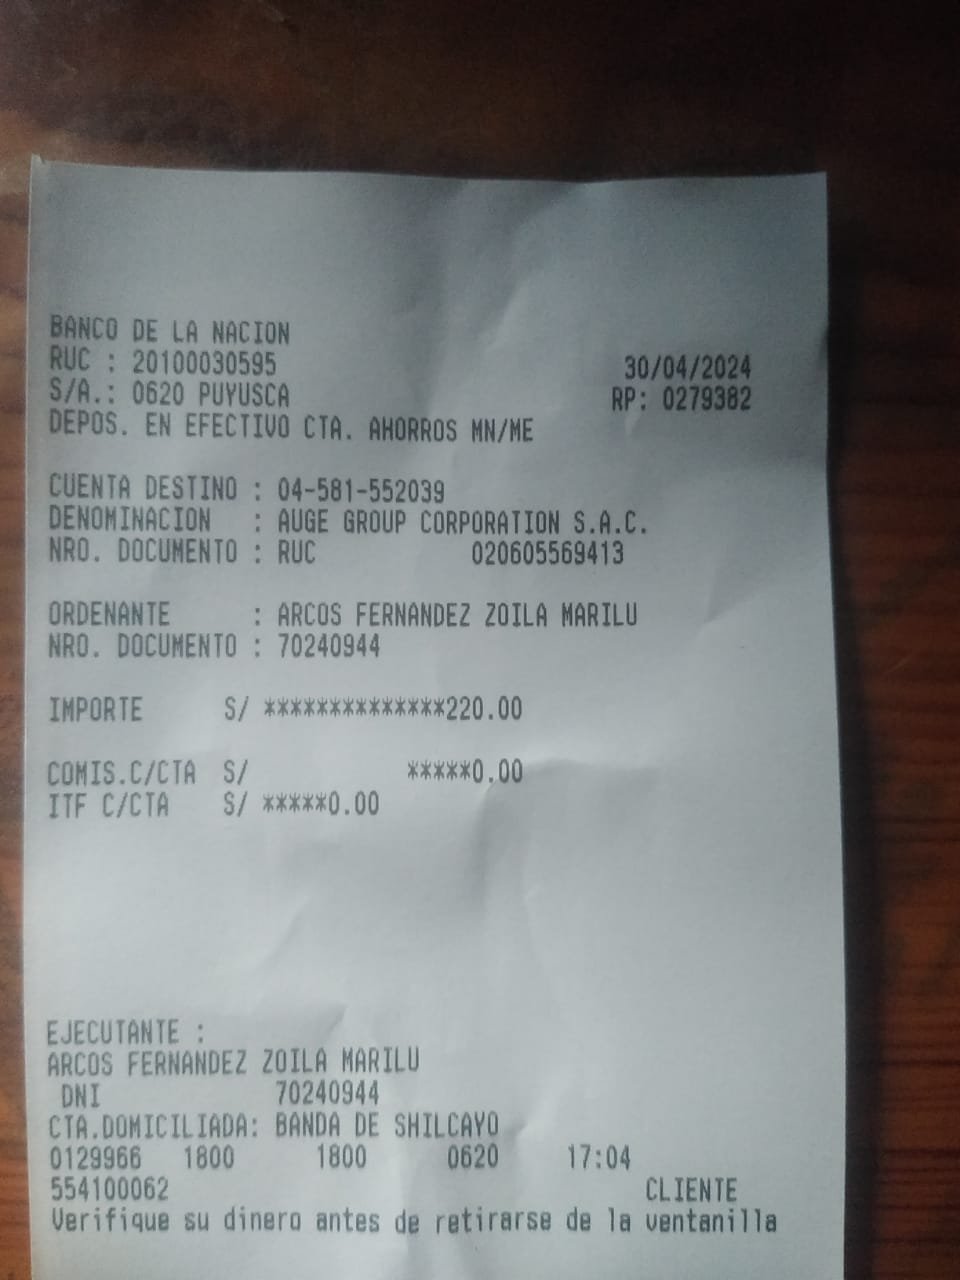 BANCO DE LA NACION
RUC : 20100030595 30/04/2024
S/A.: 0620 PUYUSCA RP: 0279382
DEPOS. EN EFECTIVO CTA. AHORROS MN/ME
CUENTA DESTINO : 04-581-552039
DENOMINACION : AUGE GROUP CORPORATION S.A.C.
NRO. DOCUMENTO : RUC 020605569413
ORDENANTE : ARCOS FERNANDEZ ZOILA MARILU
NRO. DOCUMENTO : 70240944
IMPORTE S/ **************220.00
COMIS.C/CTA S/ *****0.00
ITF C/CTA S/ *****0.00
EJECUTANTE :
ARCOS FERNANDEZ ZOILA MARILU
DNI 70240944
CTA.DOMICILIADA: BANDA DE SHILCAYO
0129966 1800 1800 0620 17:04
554100062 CLIENTE
Verifique su dinero antes de retirarse de la ventanilla